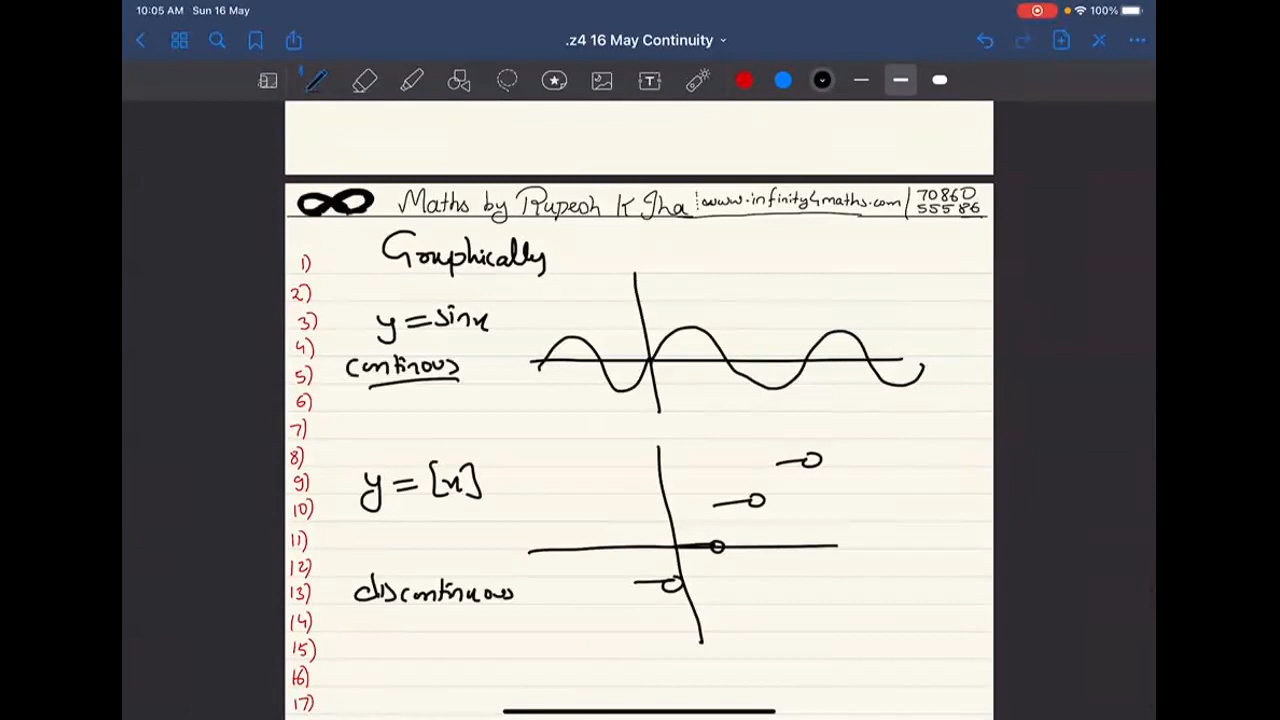 10:05 AM Sun 16 May
100%
.z4 16 May Continuity
Maths by Rupesh K Jha www.infinity4maths.com 70860 55586
Graphically
1)
2)
y = sinx
3)
4)
continous
5)
6)
7)
8)
y = [x]
9)
10)
11)
12)
discontinuous
13)
14)
15)
16)
17)